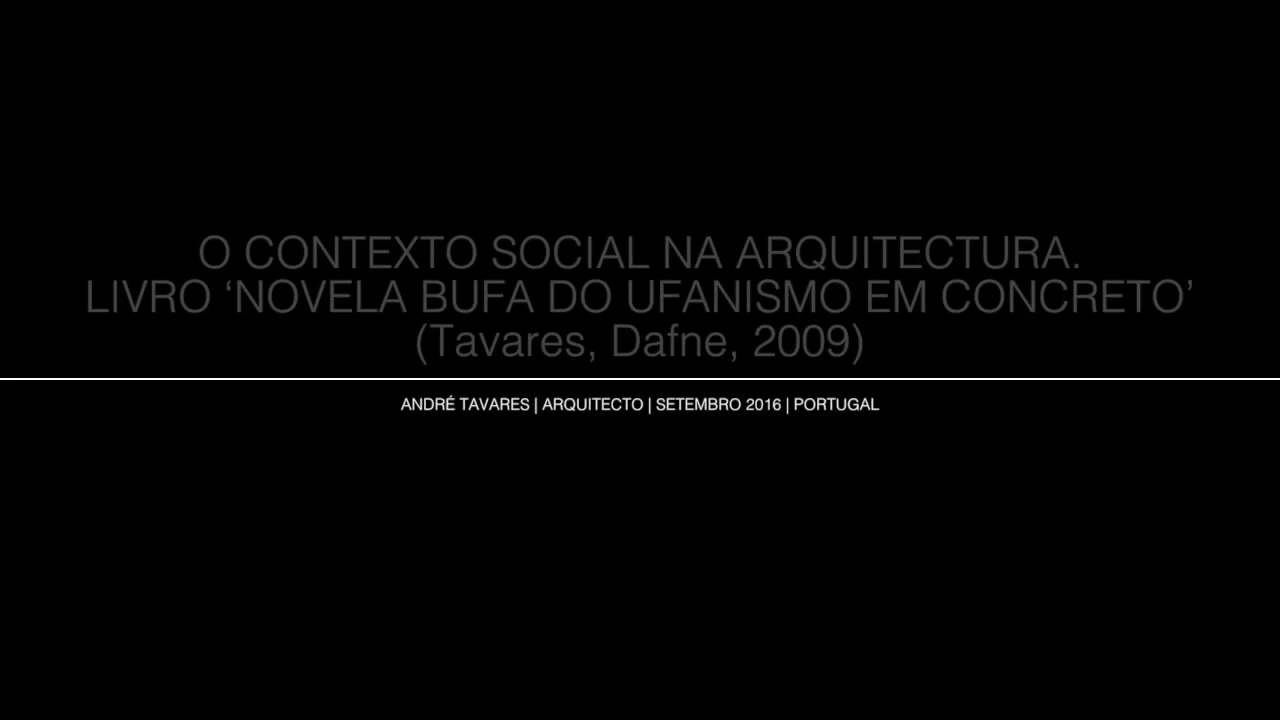 O CONTEXTO SOCIAL NA ARQUITECTURA.
LIVRO ‘NOVELA BUFA DO UFANISMO EM CONCRETO’
(Tavares, Dafne, 2009)
ANDRÉ TAVARES | ARQUITECTO | SETEMBRO 2016 | PORTUGAL